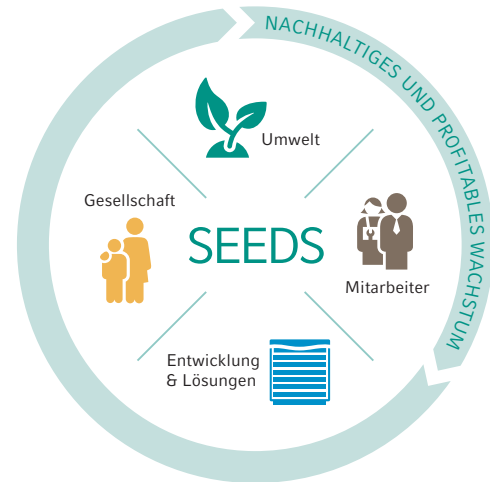 NACHHALTIGES UND PROFITABLES WACHSTUM
Umwelt
Gesellschaft
SEEDS
Mitarbeiter
Entwicklung
& Lösungen